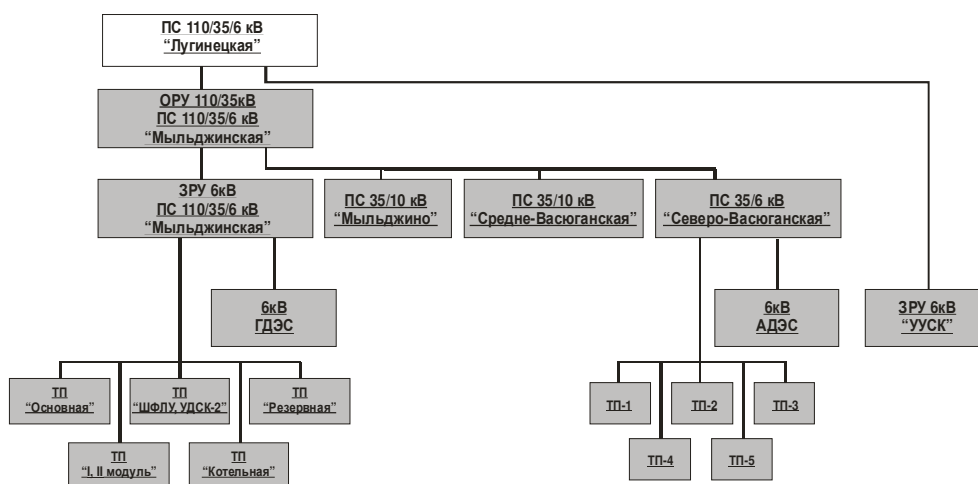 ПС 110/35/6 кВ
“Лугинецкая”
ОРУ 110/35кВ
ПС 110/35/6 кВ
“Мыльджинская”
ЗРУ 6кВ
ПС 110/35/6 кВ
“Мыльджинская”
ПС 35/10 кВ
“Мыльджино”
ПС 35/10 кВ
“Средне-Васюганская”
ПС 35/6 кВ
“Северо-Васюганская”
6кВ
ГДЭС
6кВ
АДЭС
ЗРУ 6кВ
“УУСК”
ТП
“Основная”
ТП
“ШФЛУ, УДСК-2”
ТП
“Резервная”
ТП-1
ТП-2
ТП-3
ТП
“I, II модуль”
ТП
“Котельная”
ТП-4
ТП-5